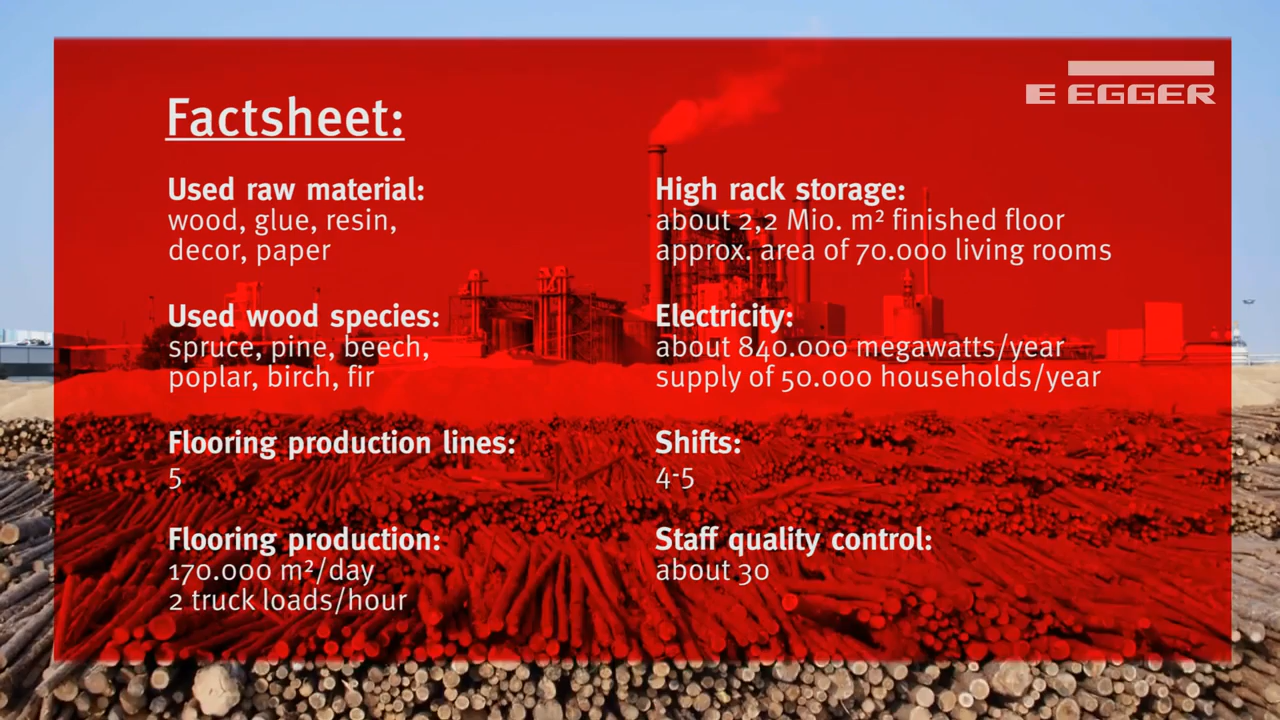 E EGGER
Factsheet:
Used raw material:
wood, glue, resin,
decor, paper
Used wood species:
spruce, pine, beech,
poplar, birch, fir
Flooring production lines:
5
Flooring production:
170.000 m²/day
2 truck loads/hour
High rack storage:
about 2,2 Mio. m² finished floor
approx. area of 70.000 living rooms
Electricity:
about 840.000 megawatts/year
supply of 50.000 households/year
Shifts:
4-5
Staff quality control:
about 30